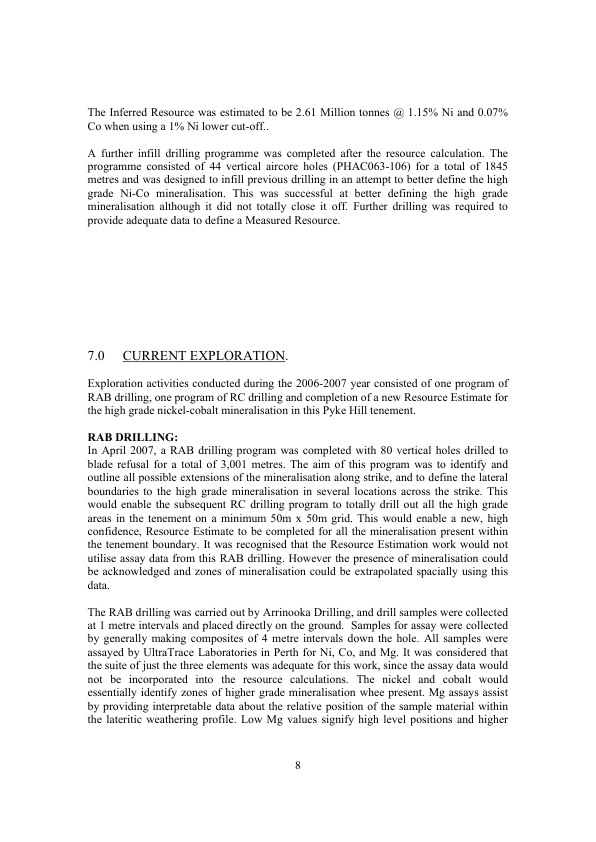 The Inferred Resource was estimated to be 2.61 Million tonnes @ 1.15% Ni and 0.07%
Co when using a 1% Ni lower cut-off..
A further infill drilling programme was completed after the resource calculation. The
programme consisted of 44 vertical aircore holes (PHAC063-106) for a total of 1845
metres and was designed to infill previous drilling in an attempt to better define the high
grade Ni-Co mineralisation. This was successful at better defining the high grade
mineralisation although it did not totally close it off. Further drilling was required to
provide adequate data to define a Measured Resource.
7.0 CURRENT EXPLORATION.
Exploration activities conducted during the 2006-2007 year consisted of one program of
RAB drilling, one program of RC drilling and completion of a new Resource Estimate for
the high grade nickel-cobalt mineralisation in this Pyke Hill tenement.
RAB DRILLING:
In April 2007, a RAB drilling program was completed with 80 vertical holes drilled to
blade refusal for a total of 3,001 metres. The aim of this program was to identify and
outline all possible extensions of the mineralisation along strike, and to define the lateral
boundaries to the high grade mineralisation in several locations across the strike. This
would enable the subsequent RC drilling program to totally drill out all the high grade
areas in the tenement on a minimum 50m x 50m grid. This would enable a new, high
confidence, Resource Estimate to be completed for all the mineralisation present within
the tenement boundary. It was recognised that the Resource Estimation work would not
utilise assay data from this RAB drilling. However the presence of mineralisation could
be acknowledged and zones of mineralisation could be extrapolated spacially using this
data.
The RAB drilling was carried out by Arrinooka Drilling, and drill samples were collected
at 1 metre intervals and placed directly on the ground. Samples for assay were collected
by generally making composites of 4 metre intervals down the hole. All samples were
assayed by UltraTrace Laboratories in Perth for Ni, Co, and Mg. It was considered that
the suite of just the three elements was adequate for this work, since the assay data would
not be incorporated into the resource calculations. The nickel and cobalt would
essentially identify zones of higher grade mineralisation whee present. Mg assays assist
by providing interpretable data about the relative position of the sample material within
the lateritic weathering profile. Low Mg values signify high level positions and higher
8